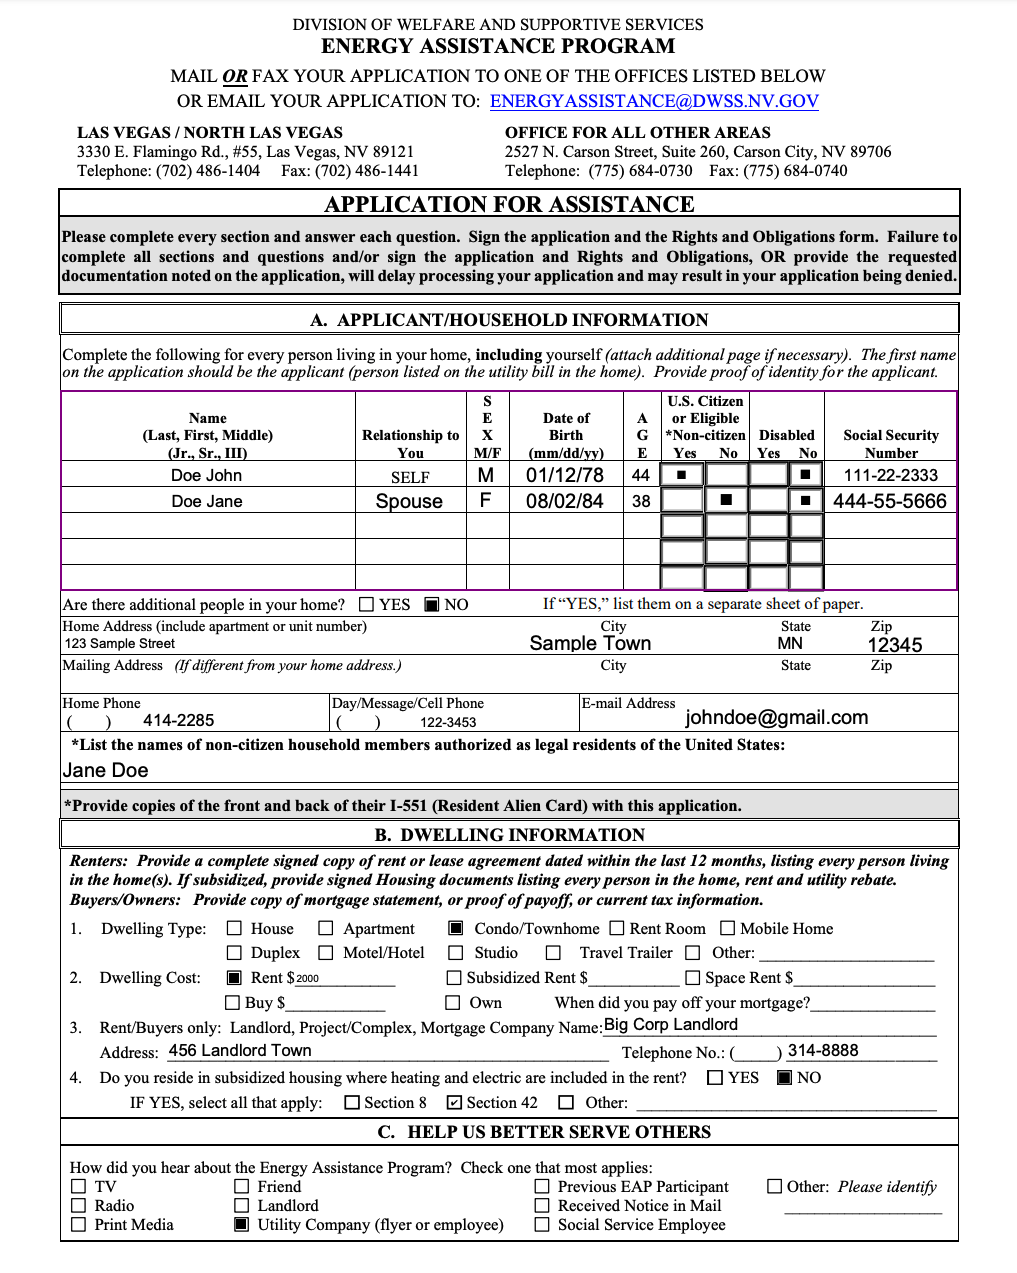 DIVISION OF WELFARE AND SUPPORTIVE SERVICES
ENERGY ASSISTANCE PROGRAM
MAIL OR FAX YOUR APPLICATION TO ONE OF THE OFFICES LISTED BELOW
OR EMAIL YOUR APPLICATION TO: ENERGYASSISTANCE@DWSS.NV.GOV
LAS VEGAS / NORTH LAS VEGAS
3330 E. Flamingo Rd., #55, Las Vegas, NV 89121
Telephone: (702) 486-1404 Fax: (702) 486-1441
OFFICE FOR ALL OTHER AREAS
2527 N. Carson Street, Suite 260, Carson City, NV 89706
Telephone: (775) 684-0730 Fax: (775) 684-0740
APPLICATION FOR ASSISTANCE
Please complete every section and answer each question. Sign the application and the Rights and Obligations form. Failure to
complete all sections and questions and/or sign the application and Rights and Obligations, OR provide the requested
documentation noted on the application, will delay processing your application and may result in your application being denied.
A. APPLICANT/HOUSEHOLD INFORMATION
Complete the following for every person living in your home, including yourself (attach additional page if necessary). The first name
on the application should be the applicant (person listed on the utility bill in the home). Provide proof of identity for the applicant.
Name
(Last, First, Middle)
(Jr., Sr., III)
Relationship to
You
S
E
X
M/F
Date of
Birth
(mm/dd/yy)
A
G
E
U.S. Citizen
or Eligible
*Non-citizen
Yes No
Disabled
Yes No
Social Security
Number
Doe John SELF M 01/12/78 44 111-22-2333
Doe Jane Spouse F 08/02/84 38 444-55-5666
Are there additional people in your home? YES NO If “YES,” list them on a separate sheet of paper.
Home Address (include apartment or unit number) City State Zip
123 Sample Street Sample Town MN 12345
Mailing Address (If different from your home address.) City State Zip
Home Phone
( ) 414-2285
Day/Message/Cell Phone
( ) 122-3453
E-mail Address johndoe@gmail.com
*List the names of non-citizen household members authorized as legal residents of the United States:
Jane Doe
*Provide copies of the front and back of their I-551 (Resident Alien Card) with this application.
B. DWELLING INFORMATION
Renters: Provide a complete signed copy of rent or lease agreement dated within the last 12 months, listing every person living
in the home(s). If subsidized, provide signed Housing documents listing every person in the home, rent and utility rebate.
Buyers/Owners: Provide copy of mortgage statement, or proof of payoff, or current tax information.
1. Dwelling Type: House Apartment Condo/Townhome Rent Room Mobile Home
Duplex Motel/Hotel Studio Travel Trailer Other:
2. Dwelling Cost: Rent $2000 Subsidized Rent $ Space Rent $
Buy $ Own When did you pay off your mortgage?
3. Rent/Buyers only: Landlord, Project/Complex, Mortgage Company Name: Big Corp Landlord
Address: 456 Landlord Town Telephone No.: ( ) 314-8888
4. Do you reside in subsidized housing where heating and electric are included in the rent? YES NO
IF YES, select all that apply: Section 8 Section 42 Other:
C. HELP US BETTER SERVE OTHERS
How did you hear about the Energy Assistance Program? Check one that most applies:
TV Friend Previous EAP Participant Other: Please identify
Radio Landlord Received Notice in Mail
Print Media Utility Company (flyer or employee) Social Service Employee